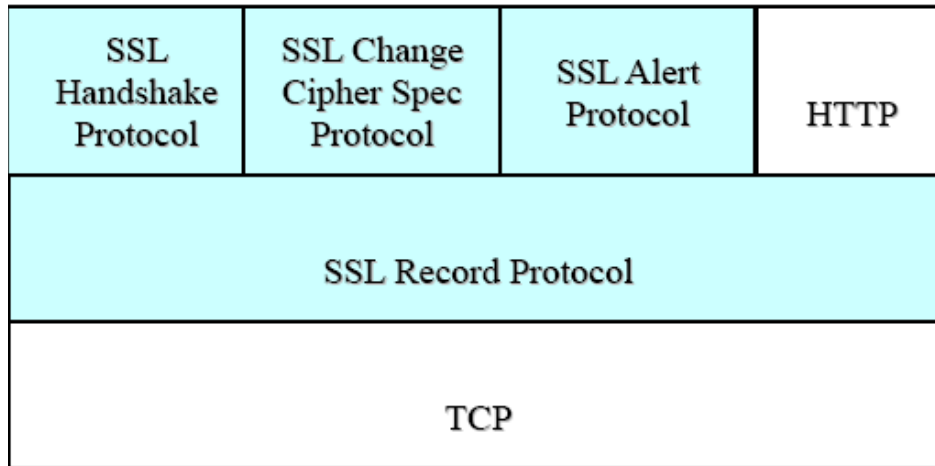 SSL
Handshake
Protocol
SSL Change
Cipher Spec
Protocol
SSL Alert
Protocol
HTTP
SSL Record Protocol
TCP